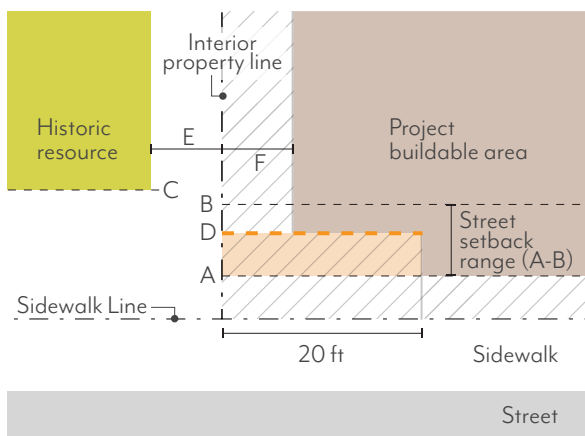 Interior
property line
Historic
resource
E
F
Project
buildable area
C
B
D
A
Street
setback
range (A-B)
Sidewalk Line
20 ft
Sidewalk
Street